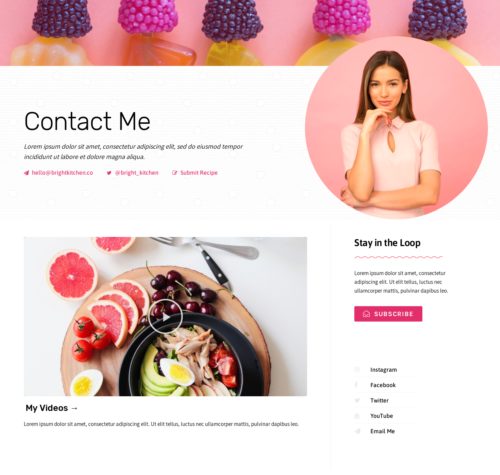 Contact Me
Lorem ipsum dolor sit amet, consectetur adipiscing elit, sed do eiusmod tempor
incididunt ut labore et dolore magna aliqua.
hello@brightkitchen.co @bright_kitchen Submit Recipe
My Videos →
Lorem ipsum dolor sit amet, consectetur adipiscing elit. Ut elit tellus, luctus nec ullamcorper mattis, pulvinar dapibus leo.
Stay in the Loop
Lorem ipsum dolor sit amet, consectetur
adipiscing elit. Ut elit tellus, luctus nec
ullamcorper mattis, pulvinar dapibus leo.
SUBSCRIBE
Instagram
Facebook
Twitter
YouTube
Email Me